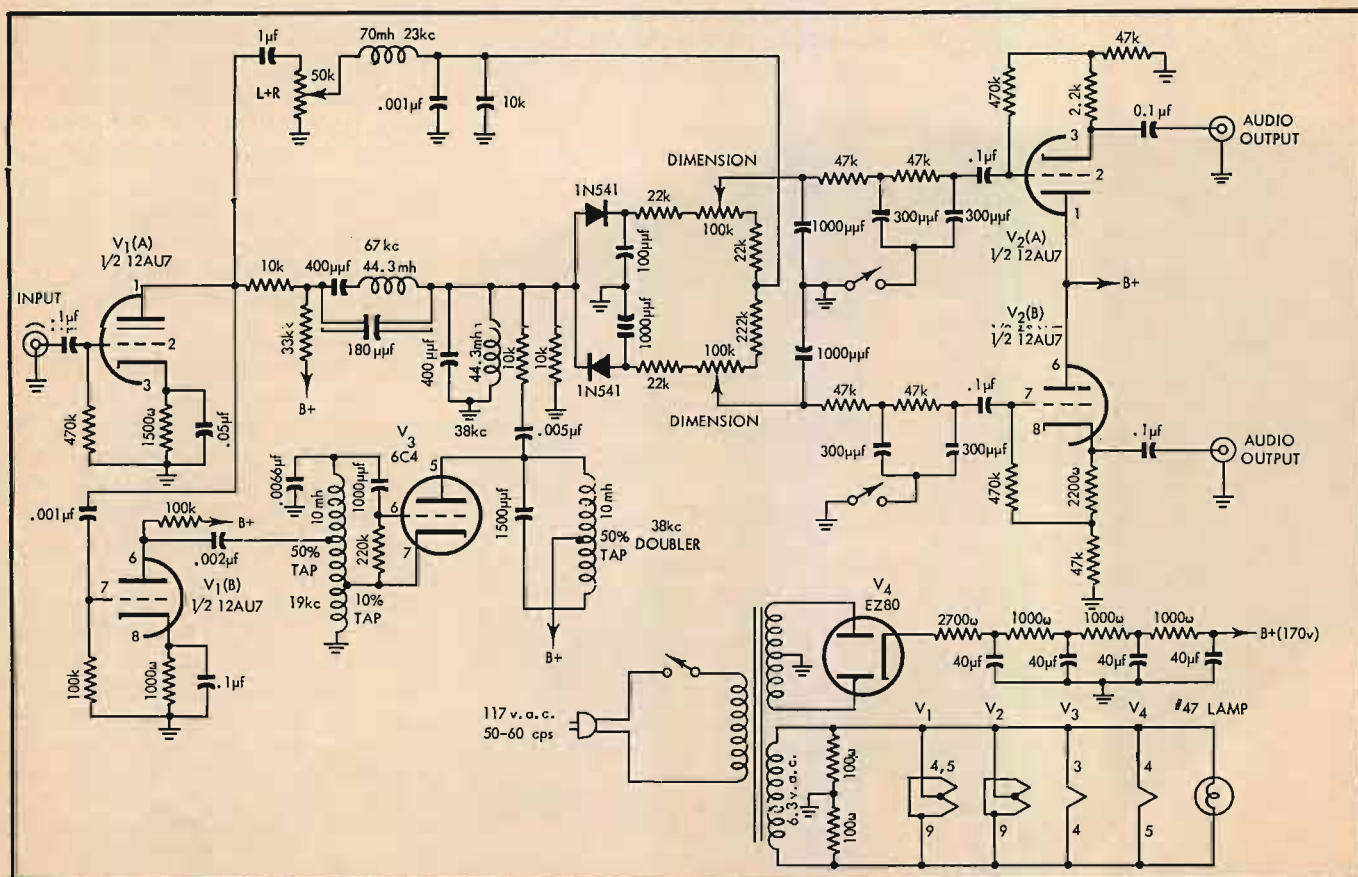 1μf
70mh 23kc
50k
L+R
.001μf
10k
470k
47k
2.2k
0.1μf
AUDIO
OUTPUT
3
2
1
V2(A)
1/2 12AU7
B+
V2(B)
1/2 12AU7
6
7
8
.1μf
AUDIO
OUTPUT
470k
2200ω
47k
DIMENSION
47k
47k
.1μf
1000μμf
300μμf
300μμf
1000μμf
47k
47k
.1μf
300μμf
300μμf
1N541
22k
100k
22k
100μμf
1000μμf
222k
1N541
22k
100k
DIMENSION
V1(A)
1/2 12AU7
INPUT
.1μf
1
2
3
470k
1500ω
.05μf
10k
400μμf
67kc
44.3mh
33kc
B+
180μμf
400μμf
44.3mh
38kc
10k
10k
.005μf
.001μf
100k
B+
.002μf
6
7
8
V1(B)
1/2 12AU7
100k
1000ω
.1μf
.0066μf
10mh
1000μμf
50%
TAP
19kc
10%
TAP
220k
V3
6C4
5
6
7
1500μμf
10mh
50%
TAP
38kc
DOUBLER
B+
117 v.a.c.
50-60 cps
V4
EZ80
2700ω
1000ω
1000ω
1000ω
B+(170v)
40μf
40μf
40μf
40μf
6.3 v.a.c.
100ω
100ω
V1
V2
V3
V4
#47 LAMP
4,5
9
9
3
4
4
5